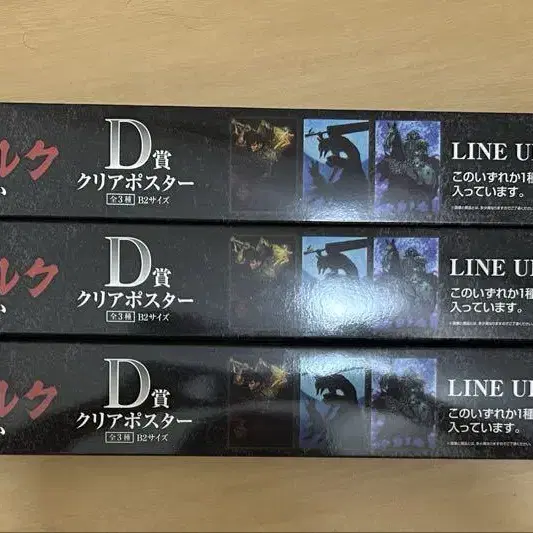 ルク
D賞
クリアポスター
全3種 B2サイズ
LINE U
このいずれか1種
入っています。
ルク
D賞
クリアポスター
全3種 B2サイズ
LINE U
このいずれか1種
入っています。
ルク
D賞
クリアポスター
全3種 B2サイズ
LINE U
このいずれか1種
入っています。